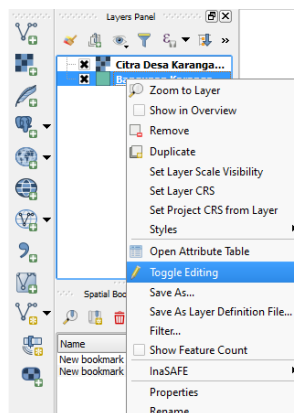 Layers Panel
Citra Desa Karanga...
Zoom to Layer
Show in Overview
Remove
Duplicate
Set Layer Scale Visibility
Set Layer CRS
Set Project CRS from Layer
Styles
Open Attribute Table
Toggle Editing
Save As...
Save As Layer Definition File...
Filter...
Show Feature Count
InaSAFE
Properties
Rename
Spatial Boo
Name
New bookmark
New bookmark